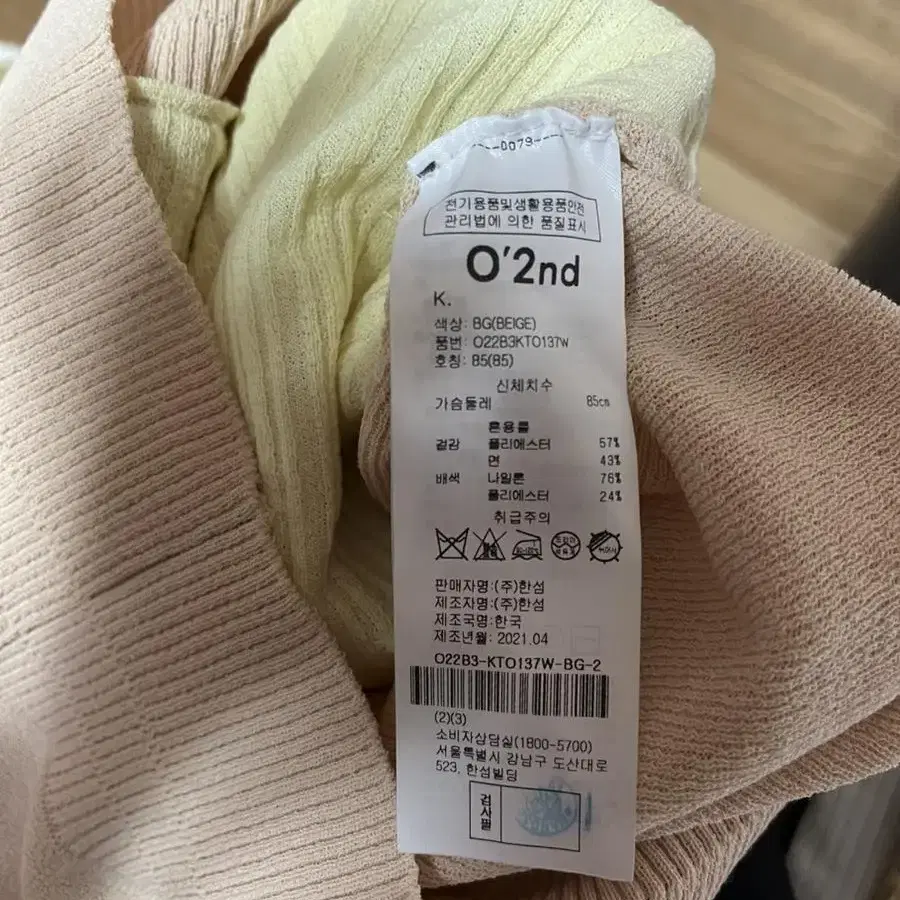 --0079--
전기용품및생활용품안전
관리법에 의한 품질표시
O'2nd
K.
색상: BG(BEIGE)
품번: O22B3KTO137W
호칭: 85(85)
신체치수
가슴둘레 85cm
혼용률
겉감 폴리에스터 57%
면 43%
배색 나일론 76%
폴리에스터 24%
취급주의
드라이
판매자명:(주)한섬
제조자명:(주)한섬
제조국명:한국
제조년월: 2021.04
O22B3-KTO137W-BG-2
(2)(3)
소비자상담실(1800-5700)
서울특별시 강남구 도산대로
523, 한섬빌딩
검사필